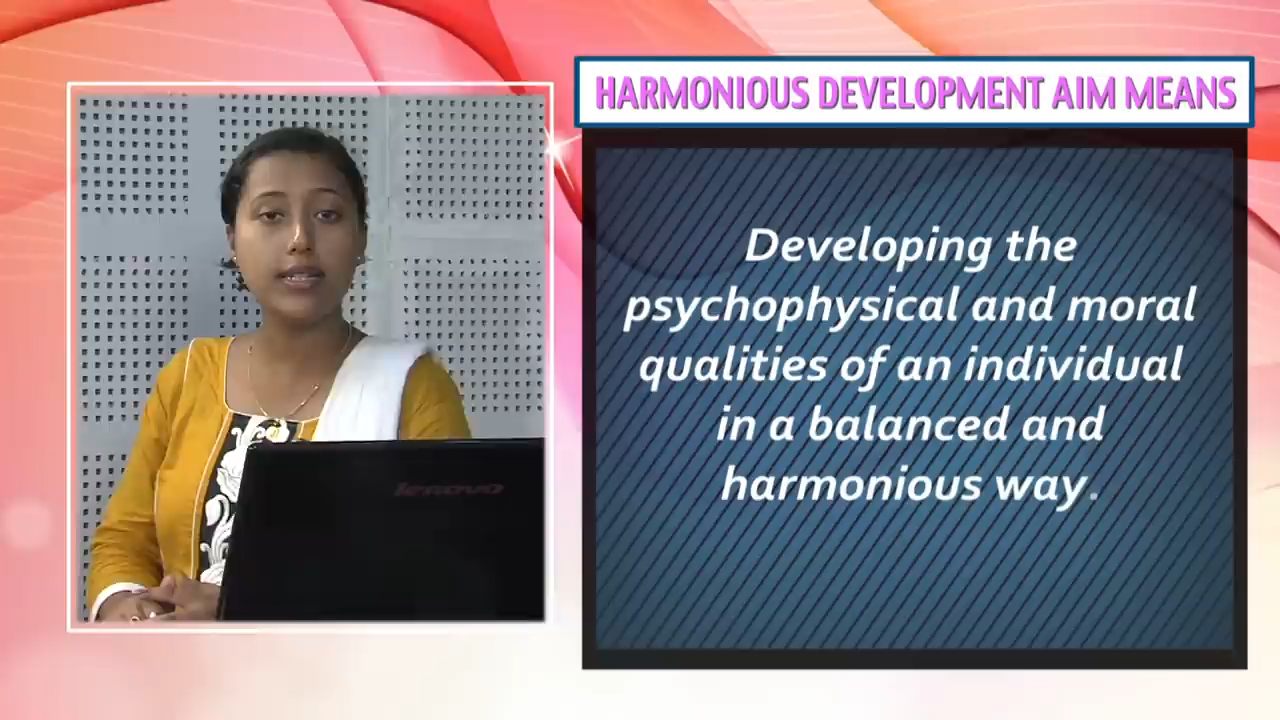 HARMONIOUS DEVELOPMENT AIM MEANS
Developing the
psychophysical and moral
qualities of an individual
in a balanced and
harmonious way.
lenovo